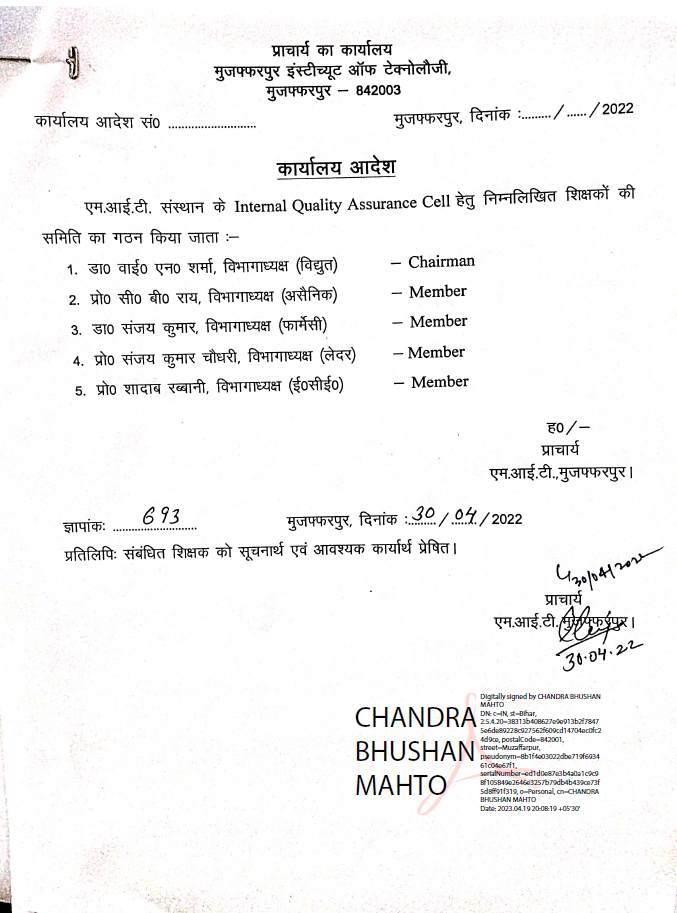 प्राचार्य का कार्यालय
मुजफ्फरपुर इंस्टीच्यूट ऑफ टेक्नोलौजी,
मुजफ्फरपुर – 842003
कार्यालय आदेश सं0 ..........................
मुजफ्फरपुर, दिनांक :........./ ....../ 2022
कार्यालय आदेश
एम.आई.टी. संस्थान के Internal Quality Assurance Cell हेतु निम्नलिखित शिक्षकों की
समिति का गठन किया जाता :–
1. डा0 वाई0 एन0 शर्मा, विभागाध्यक्ष (विद्युत) – Chairman
2. प्रो0 सी0 बी0 राय, विभागाध्यक्ष (असैनिक) – Member
3. डा0 संजय कुमार, विभागाध्यक्ष (फार्मेसी) – Member
4. प्रो0 संजय कुमार चौधरी, विभागाध्यक्ष (लेदर) – Member
5. प्रो0 शादाब रब्बानी, विभागाध्यक्ष (ई0सीई0) – Member
ह0/–
प्राचार्य
एम.आई.टी.,मुजफ्फरपुर।
ज्ञापांकः 693 मुजफ्फरपुर, दिनांक :30/04/2022
प्रतिलिपिः संबंधित शिक्षक को सूचनार्थ एवं आवश्यक कार्यार्थ प्रेषित।
30/04/2022
प्राचार्य
एम.आई.टी.,मुजफ्फरपुर।
30.04.22
CHANDRA
BHUSHAN
MAHTO
Digitally signed by CHANDRA BHUSHAN
MAHTO
DN: c=IN, st=Bihar,
2.5.4.20=38313b408627e9e913b2f7847
5e6de89228c927562f609cd14704ec0fc2
4d9ce, postalCode=842001,
street=Muzaffarpur,
pseudonym=8b1f4e03022dbe719f6934
61c04e67f1,
serialNumber=ed1d0e87e3b4a0a1c9c9
8f105849e2646e3257b79db4b439ce73f
5d8ff91f319, o=Personal, cn=CHANDRA
BHUSHAN MAHTO
Date: 2023.04.19 20:08:19 +05'30'